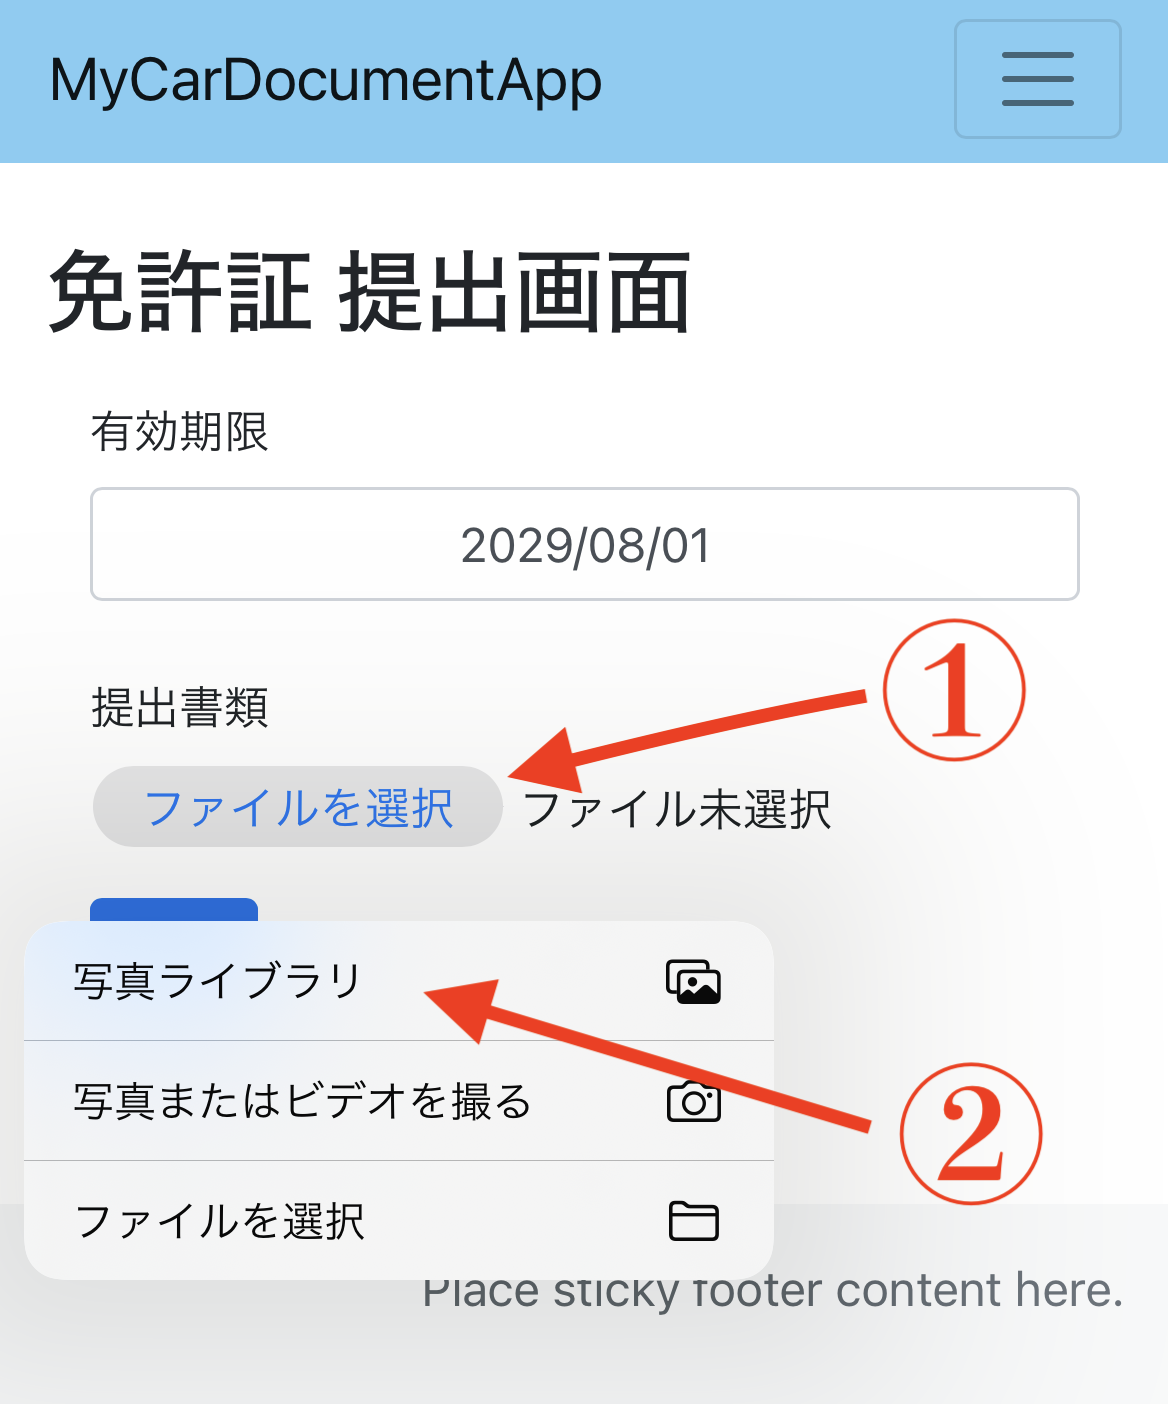 MyCarDocumentApp
免許証 提出画面
有効期限
2029/08/01
①
提出書類
ファイルを選択 ファイル未選択
写真ライブラリ
写真またはビデオを撮る
②
ファイルを選択
Place sticky footer content here.